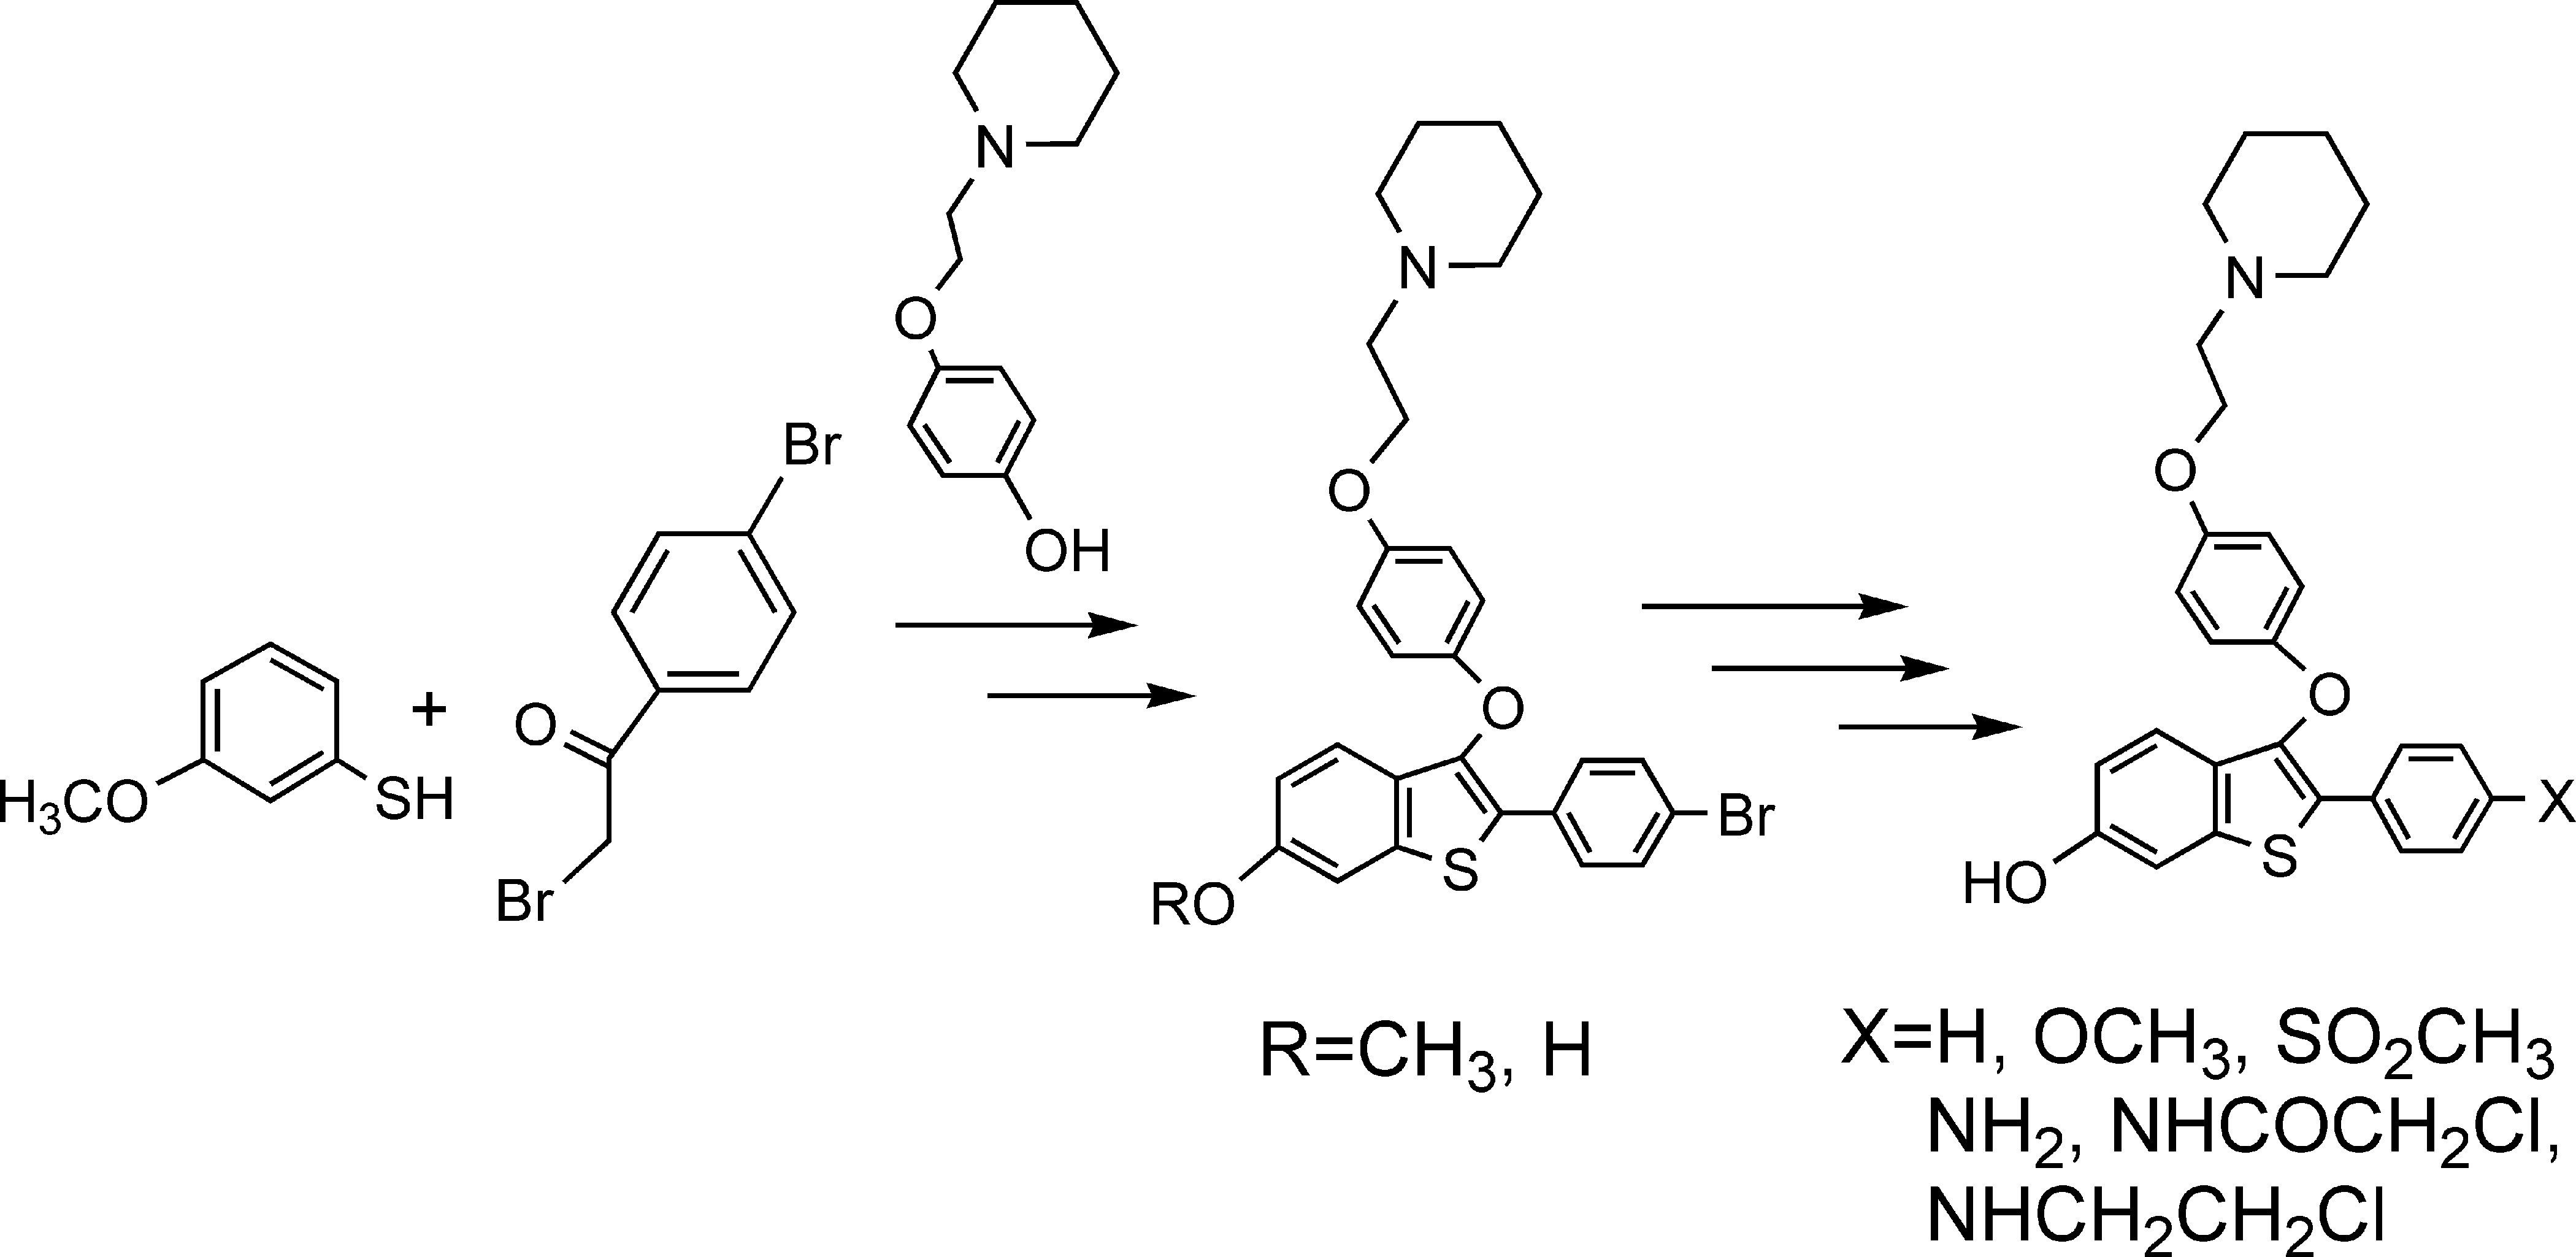 H3CO
SH
+
O
Br
Br
N
O
OH
N
O
O
S
RO
Br
R=CH3, H
N
O
O
S
HO
X
X=H, OCH3, SO2CH3
NH2, NHCOCH2Cl,
NHCH2CH2Cl